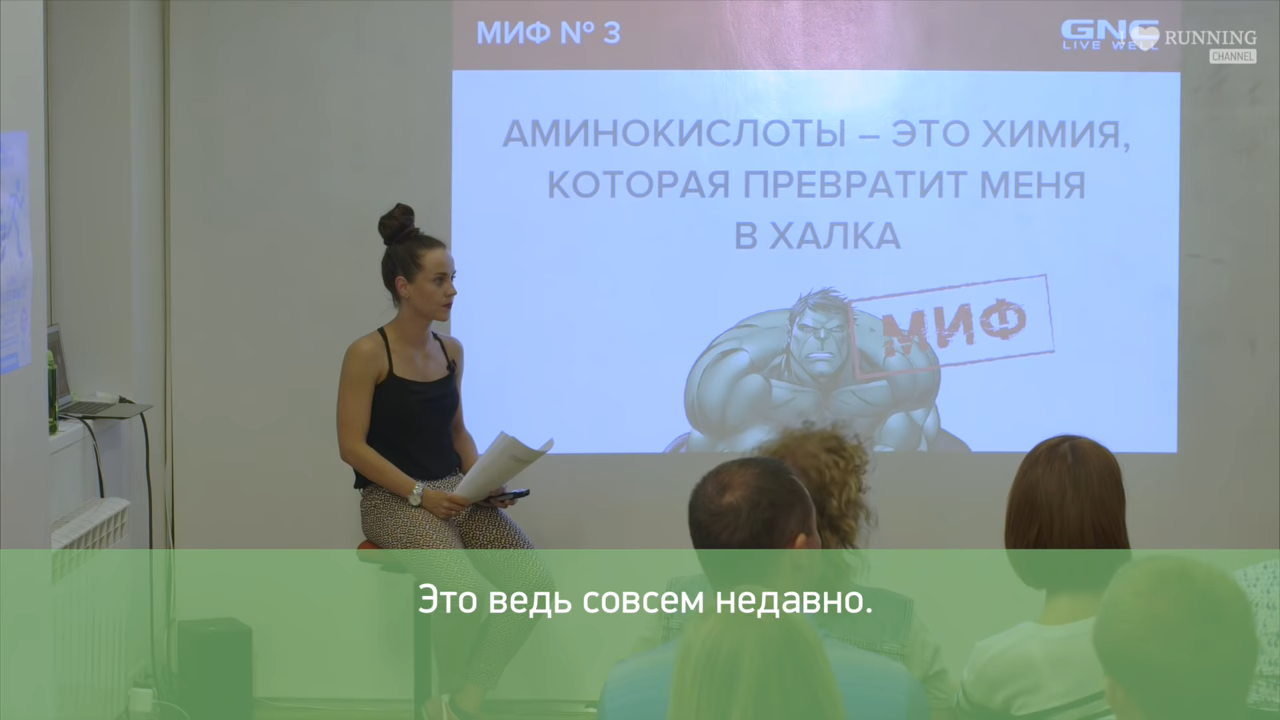 МИФ № 3
GNC
LIVE WELL
I RUNNING
CHANNEL
АМИНОКИСЛОТЫ – ЭТО ХИМИЯ,
КОТОРАЯ ПРЕВРАТИТ МЕНЯ
В ХАЛКА
МИФ
Это ведь совсем недавно.